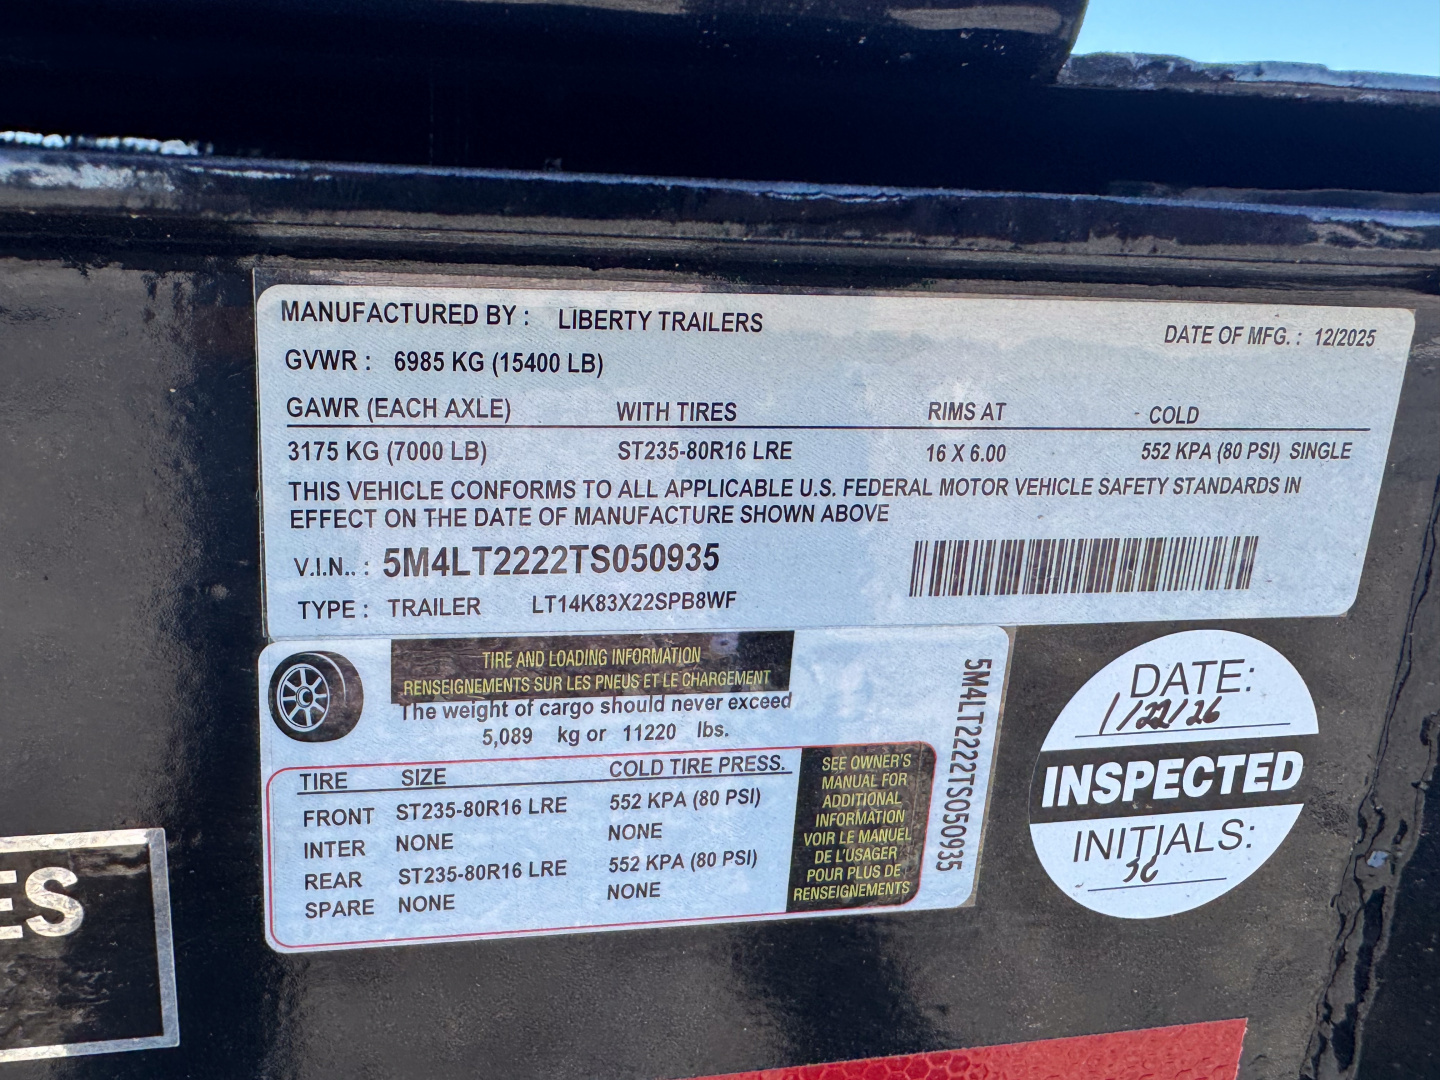 MANUFACTURED BY : LIBERTY TRAILERS DATE OF MFG. : 12/2025
GVWR : 6985 KG (15400 LB)
GAWR (EACH AXLE) WITH TIRES RIMS AT COLD
3175 KG (7000 LB) ST235-80R16 LRE 16 X 6.00 552 KPA (80 PSI) SINGLE
THIS VEHICLE CONFORMS TO ALL APPLICABLE U.S. FEDERAL MOTOR VEHICLE SAFETY STANDARDS IN
EFFECT ON THE DATE OF MANUFACTURE SHOWN ABOVE
V.I.N.. : 5M4LT2222TS050935
TYPE : TRAILER LT14K83X22SPB8WF
TIRE AND LOADING INFORMATION
RENSEIGNEMENTS SUR LES PNEUS ET LE CHARGEMENT
The weight of cargo should never exceed
5,089 kg or 11220 lbs.
TIRE SIZE COLD TIRE PRESS.
FRONT ST235-80R16 LRE 552 KPA (80 PSI)
INTER NONE NONE
REAR ST235-80R16 LRE 552 KPA (80 PSI)
SPARE NONE NONE
SEE OWNER'S
MANUAL FOR
ADDITIONAL
INFORMATION
VOIR LE MANUEL
DE L'USAGER
POUR PLUS DE
RENSEIGNEMENTS
5M4LT2222TS050935
DATE:
1/22/26
INSPECTED
INITIALS:
ES